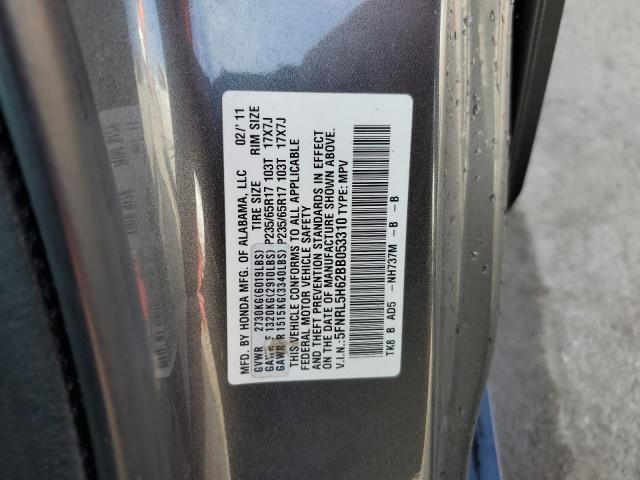 MFD. BY HONDA MFG. OF ALABAMA, LLC 02/'11
GVWR 2730KG(6019LBS) TIRE SIZE RIM SIZE
GAWR F 1320KG(2910LBS) P235/65R17 103T 17X7J
GAWR R 1515KG(3340LBS) P235/65R17 103T 17X7J
THIS VEHICLE CONFORMS TO ALL APPLICABLE
FEDERAL MOTOR VEHICLE SAFETY
AND THEFT PREVENTION STANDARDS IN EFFECT
ON THE DATE OF MANUFACTURE SHOWN ABOVE.
V.I.N.:5FNRL5H62BB053310 TYPE: MPV
TK8 B AD5 -NH737M -B -B